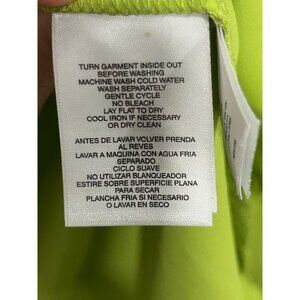 TURN GARMENT INSIDE OUT
BEFORE WASHING
MACHINE WASH COLD WATER
WASH SEPARATELY
GENTLE CYCLE
NO BLEACH
LAY FLAT TO DRY
COOL IRON IF NECESSARY
OR DRY CLEAN
ANTES DE LAVAR VOLVER PRENDA
AL REVES
LAVAR A MAQUINA CON AGUA FRIA
SEPARADO
CICLO SUAVE
NO UTILIZAR BLANQUEADOR
ESTIRE SOBRE SUPERFICIE PLANA
PARA SECAR
PLANCHA FRIA SI NECESARIO
O LAVAR EN SECO